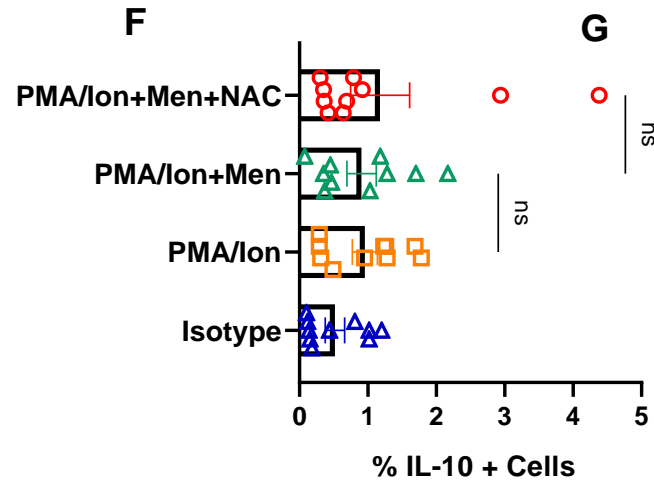 F
G
PMA/Ion+Men+NAC
ns
PMA/Ion+Men
ns
PMA/Ion
Isotype
0 1 2 3 4 5
% IL-10 + Cells